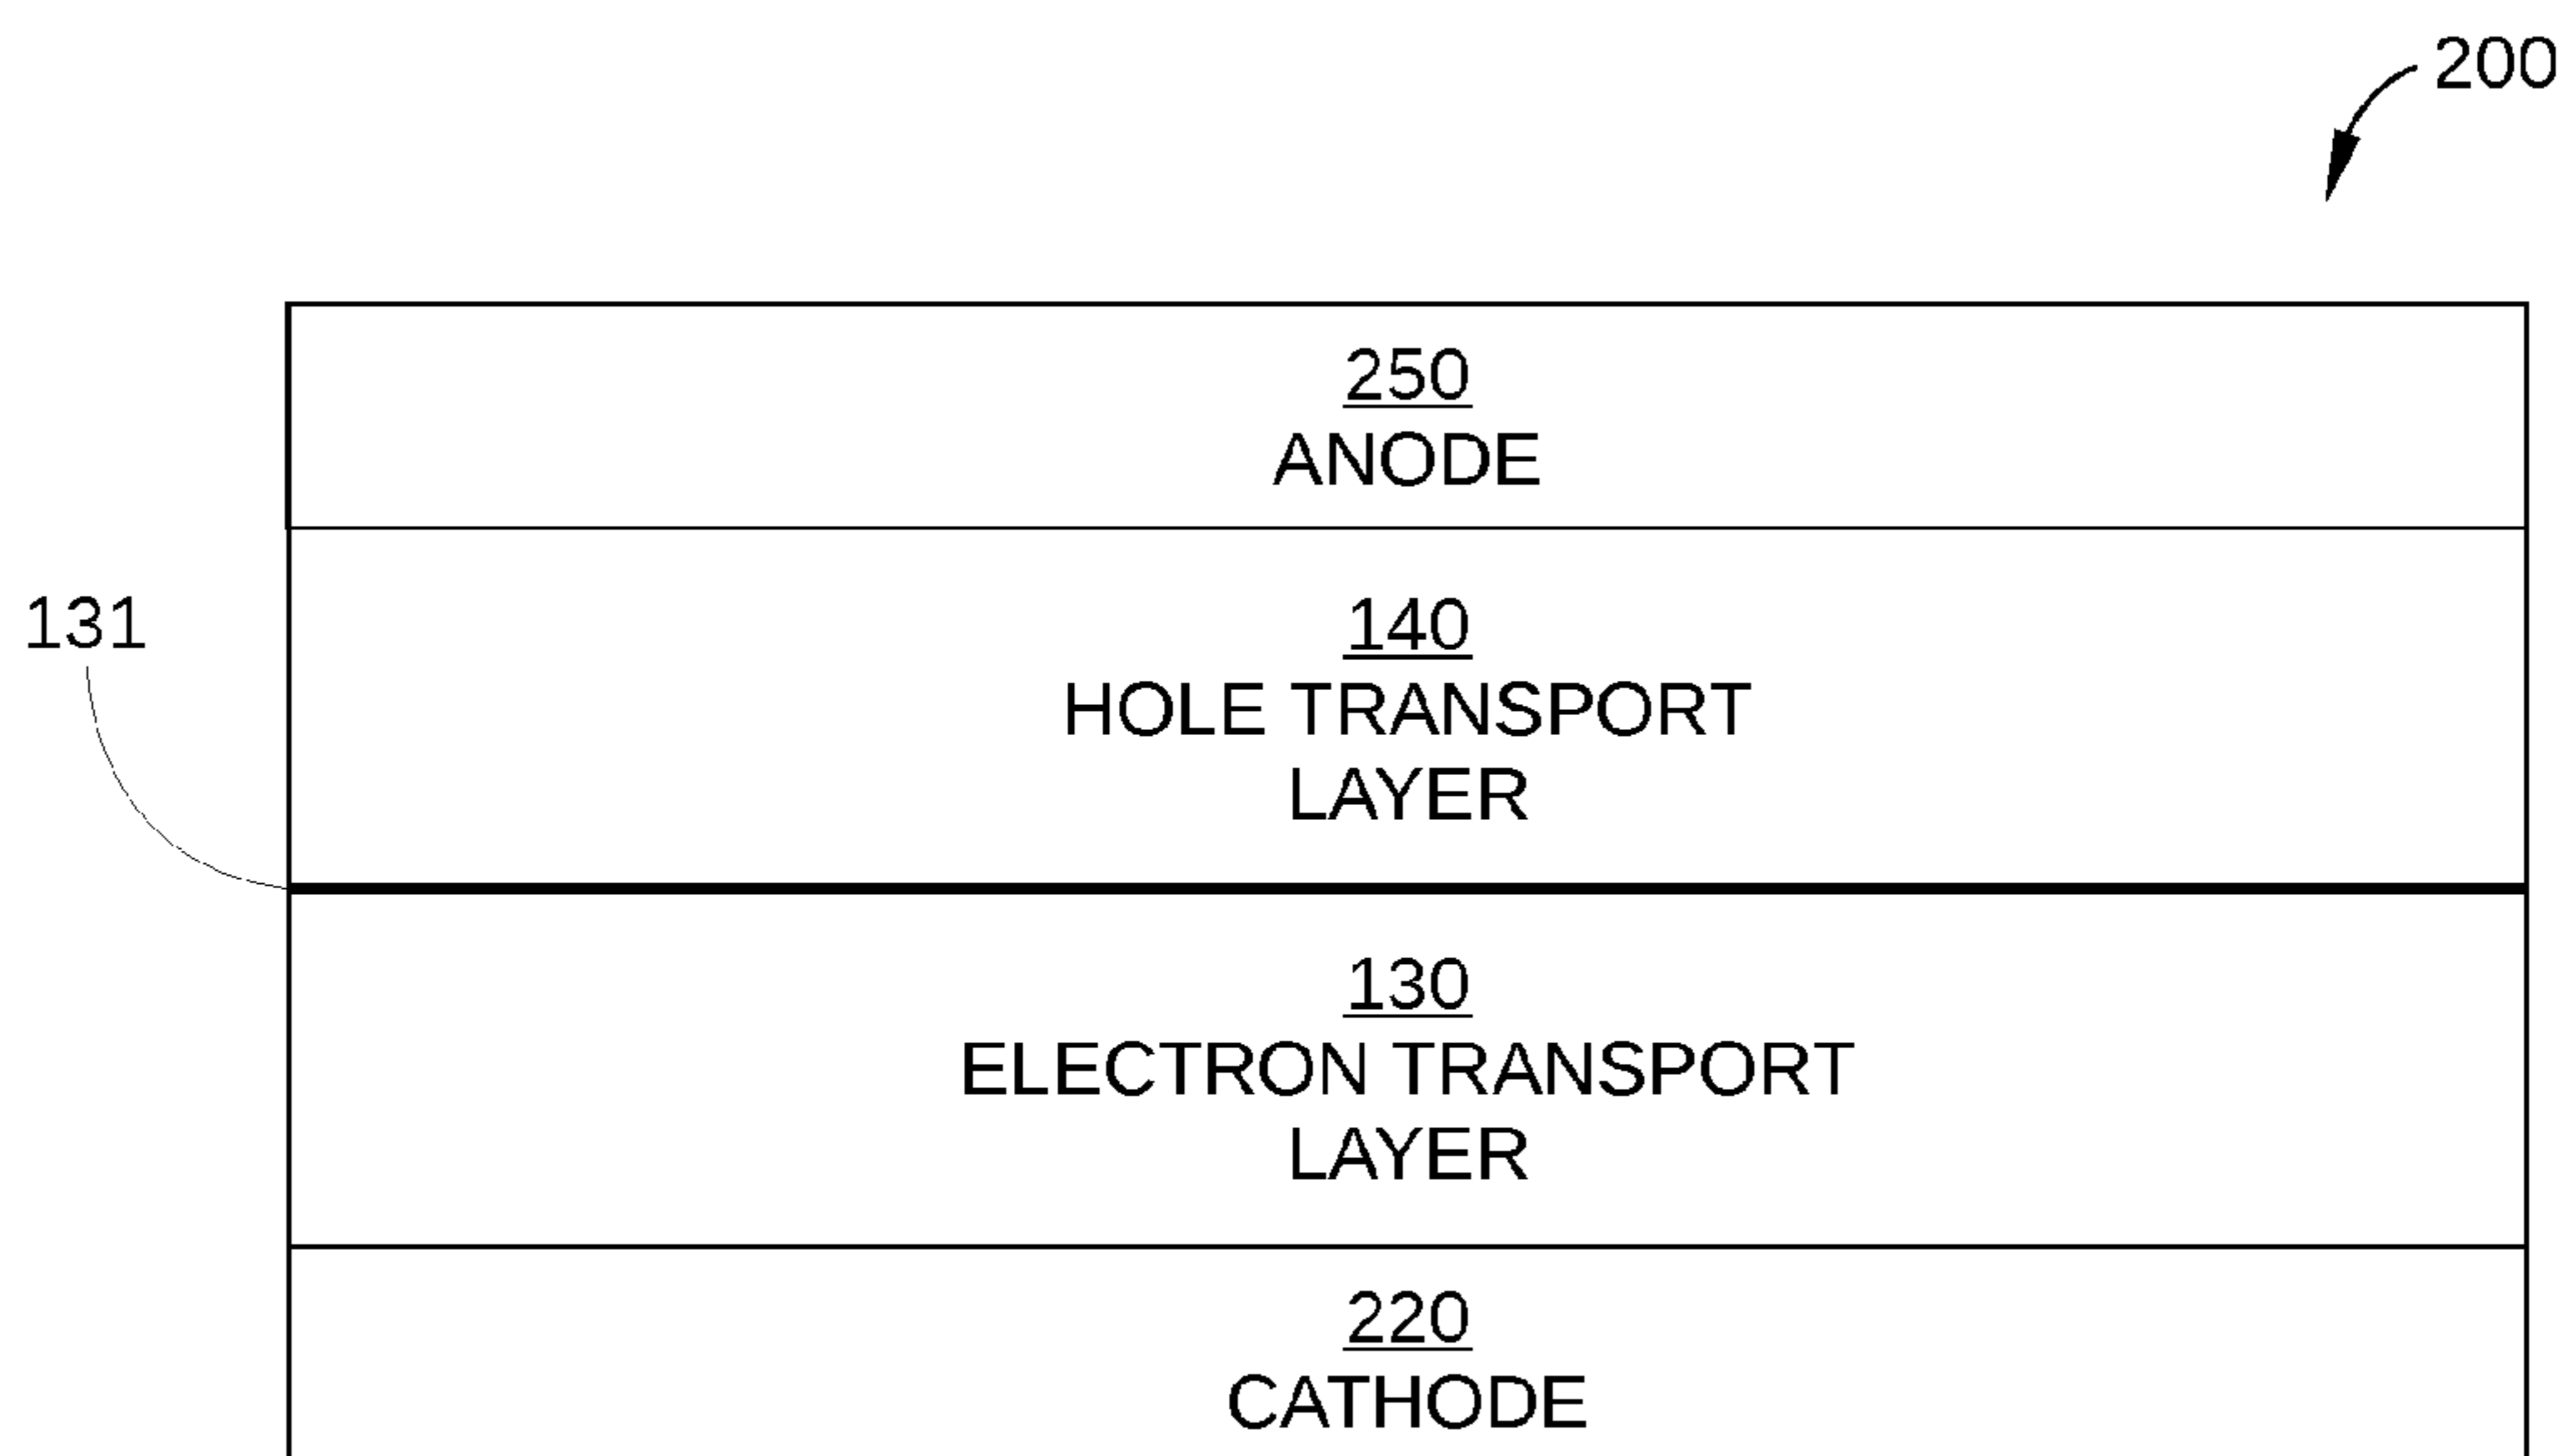 200
250
ANODE
131
140
HOLE TRANSPORT
LAYER
130
ELECTRON TRANSPORT
LAYER
220
CATHODE